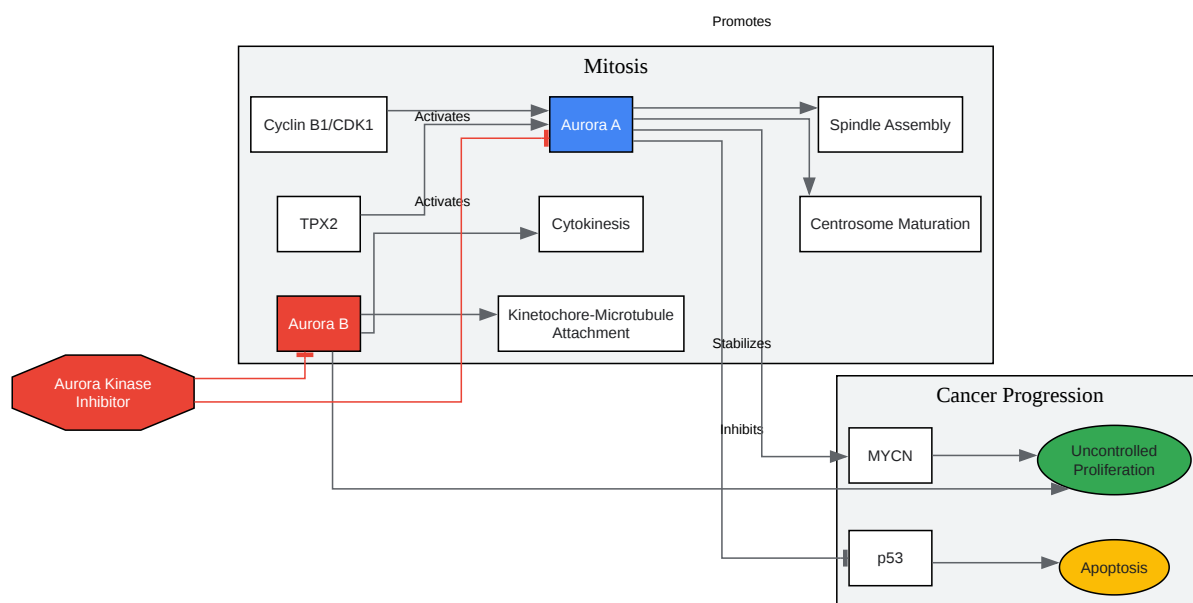 Promotes
Mitosis
Cyclin B1/CDK1
Activates
Aurora A
Spindle Assembly
TPX2
Activates
Cytokinesis
Centrosome Maturation
Aurora B
Kinetochore-Microtubule
Attachment
Stabilizes
Aurora Kinase
Inhibitor
Cancer Progression
Inhibits
MYCN
Uncontrolled
Proliferation
p53
Apoptosis